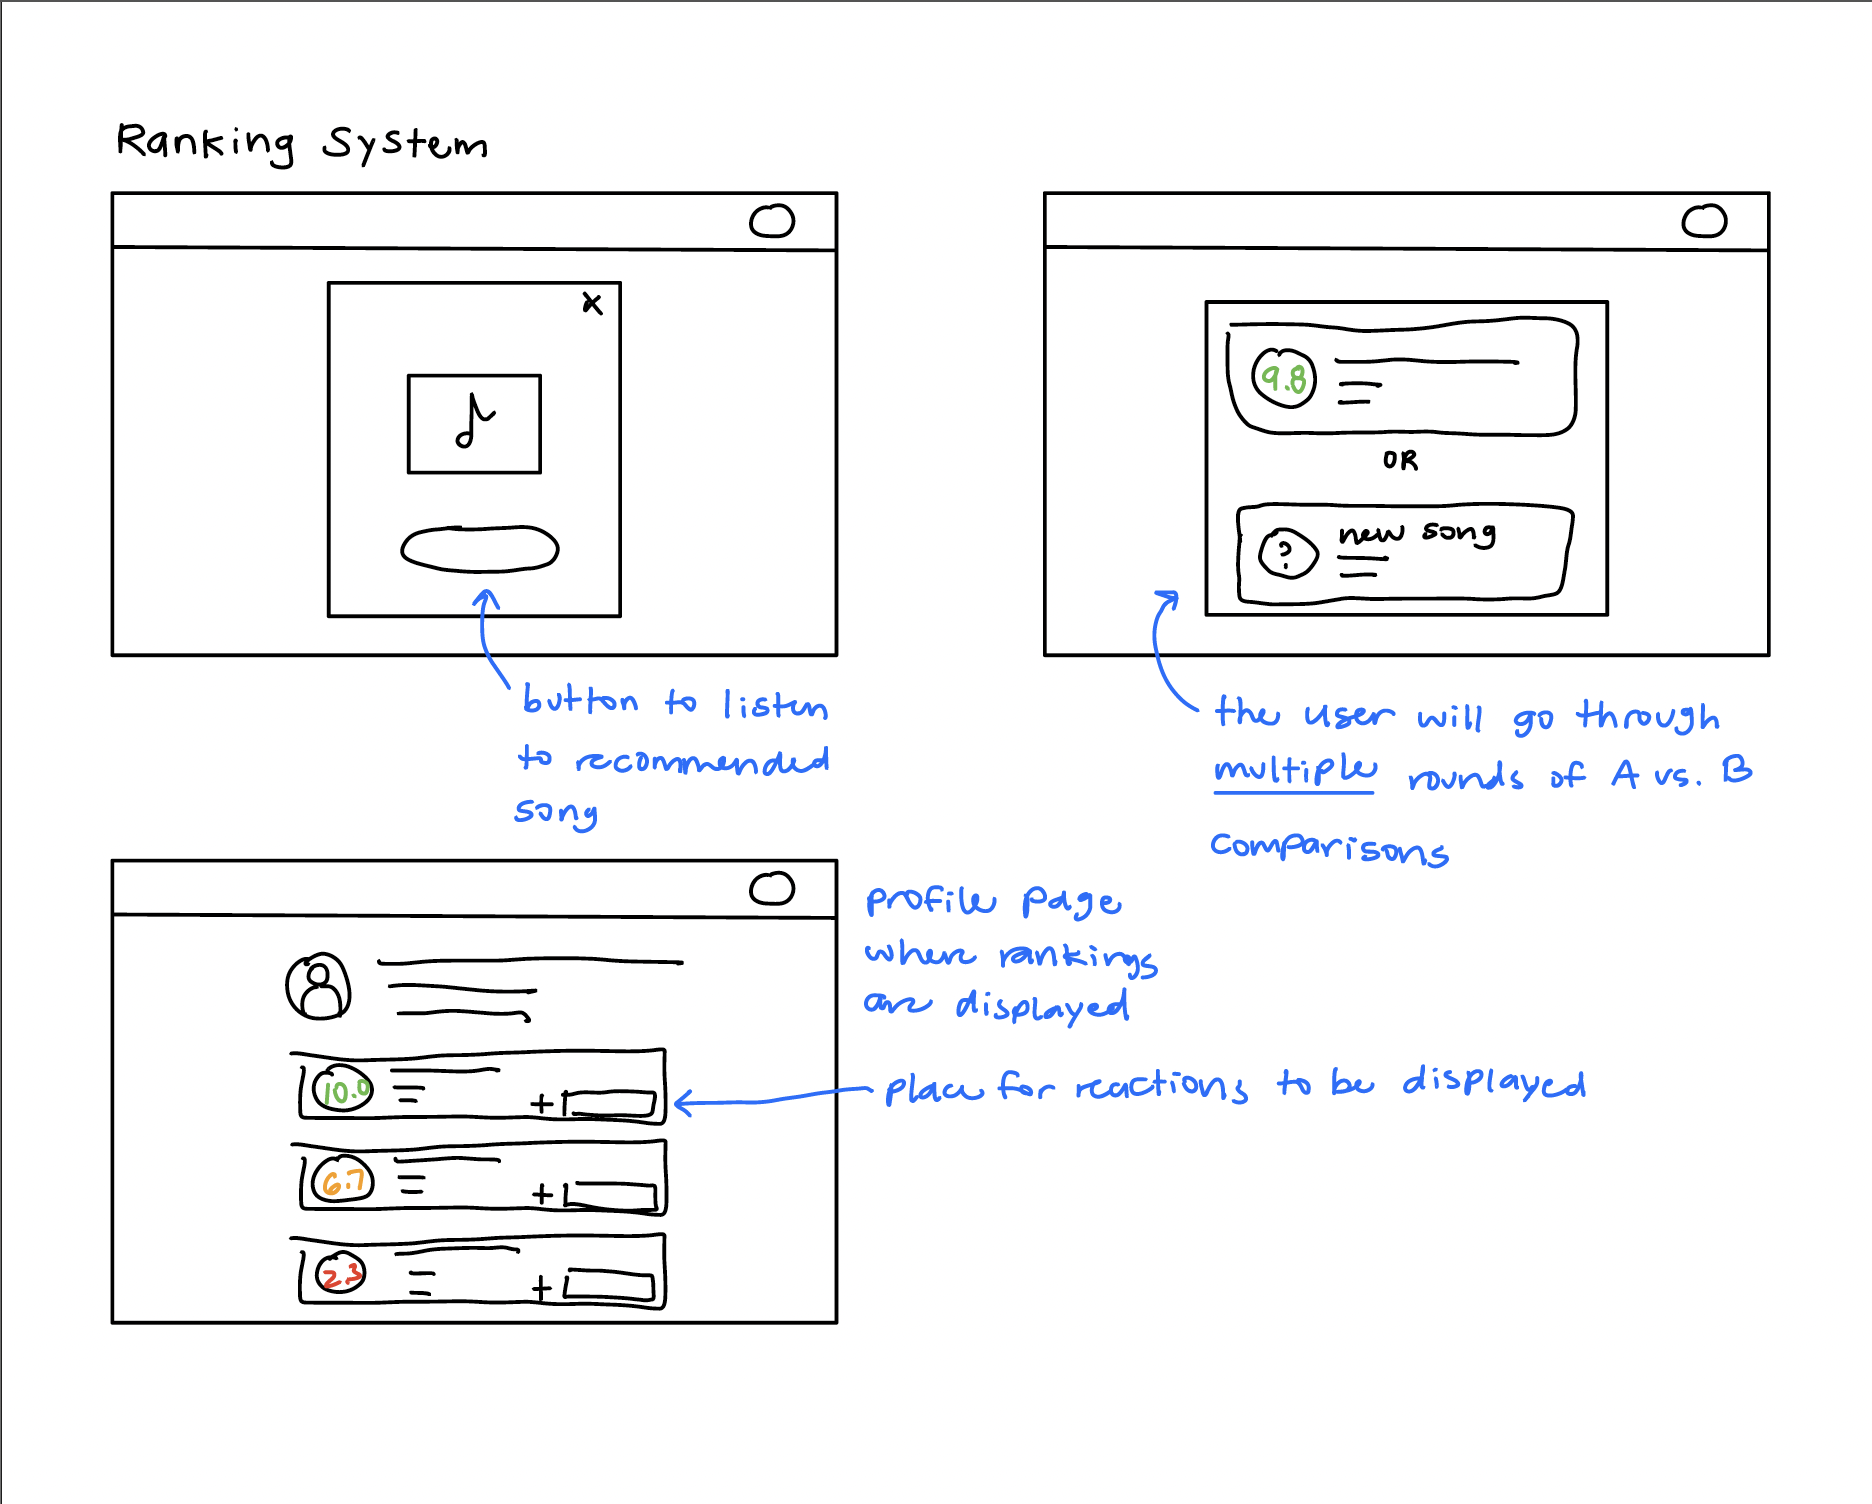 Ranking System
X
9.8
OR
?
new song
button to listen
to recommended
song
the user will go through
multiple rounds of A vs. B
comparisons
profile page
when rankings
are displayed
10.0
+
place for reactions to be displayed
6.7
+
2.3
+